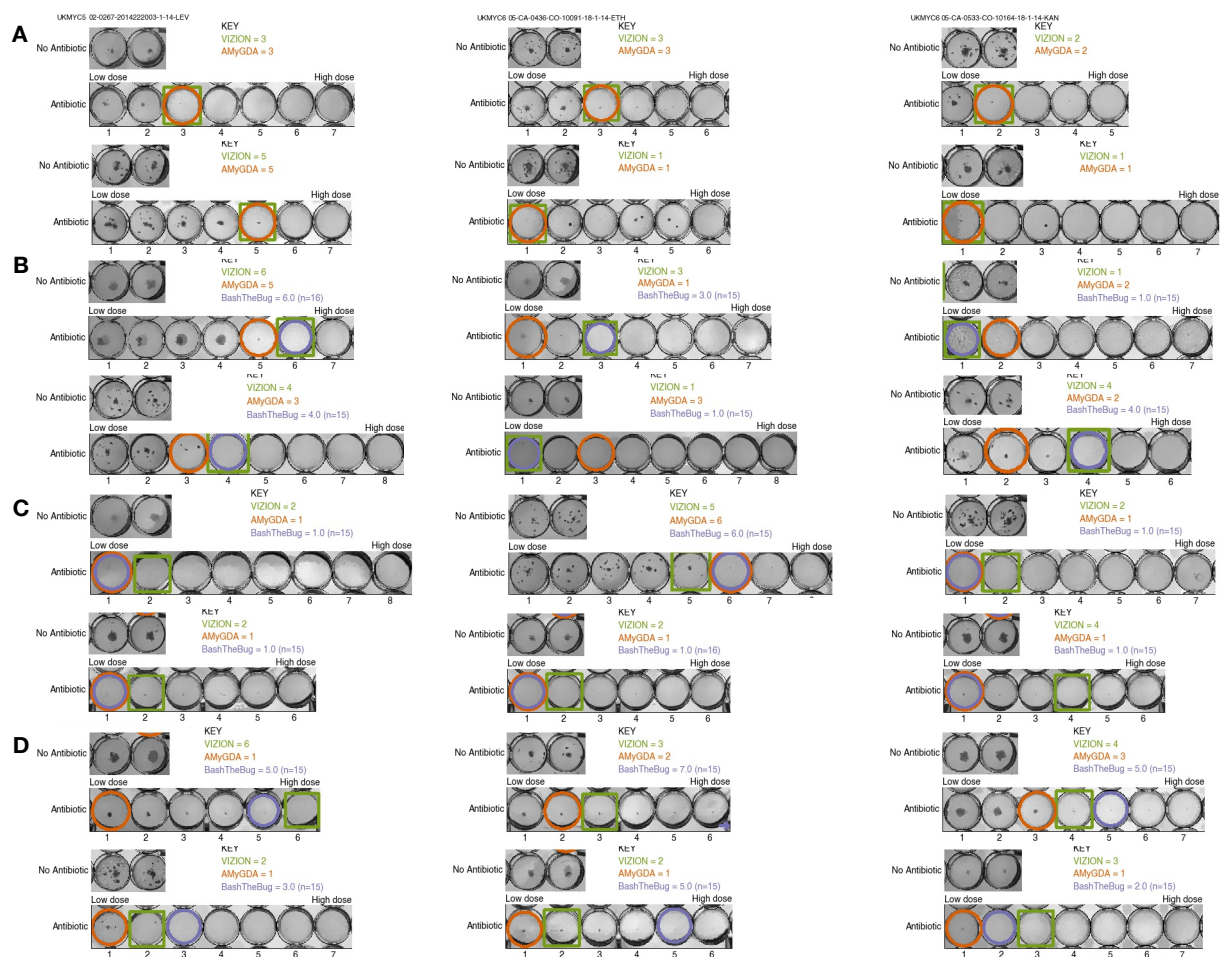 UKMYC5 02-0267-2014222003-1-14-LEV
UKMYC6 05-CA-0436-CO-10091-18-1-14-ETH
UKMYC6 05-CA-0533-CO-10164-18-1-14-KAN
A
No Antibiotic
KEY
VIZION = 3
AMyGDA = 3
Low dose High dose
Antibiotic
1 2 3 4 5 6 7
No Antibiotic
KEY
VIZION = 3
AMyGDA = 3
Low dose High dose
Antibiotic
1 2 3 4 5 6
No Antibiotic
KEY
VIZION = 2
AMyGDA = 2
Low dose High dose
Antibiotic
1 2 3 4 5
No Antibiotic
KEY
VIZION = 5
AMyGDA = 5
Low dose High dose
Antibiotic
1 2 3 4 5 6 7
No Antibiotic
KEY
VIZION = 1
AMyGDA = 1
Low dose High dose
Antibiotic
1 2 3 4 5 6
No Antibiotic
KEY
VIZION = 1
AMyGDA = 1
Low dose High dose
Antibiotic
1 2 3 4 5 6 7
B
No Antibiotic
KEY
VIZION = 6
AMyGDA = 5
BashTheBug = 6.0 (n=16)
Low dose High dose
Antibiotic
1 2 3 4 5 6 7
No Antibiotic
KEY
VIZION = 3
AMyGDA = 1
BashTheBug = 3.0 (n=15)
Low dose High dose
Antibiotic
1 2 3 4 5 6 7
No Antibiotic
KEY
VIZION = 1
AMyGDA = 2
BashTheBug = 1.0 (n=15)
Low dose High dose
Antibiotic
1 2 3 4 5 6 7
No Antibiotic
KEY
VIZION = 4
AMyGDA = 3
BashTheBug = 4.0 (n=15)
Low dose High dose
Antibiotic
1 2 3 4 5 6 7 8
No Antibiotic
KEY
VIZION = 1
AMyGDA = 3
BashTheBug = 1.0 (n=15)
Low dose High dose
Antibiotic
1 2 3 4 5 6 7 8
No Antibiotic
KEY
VIZION = 4
AMyGDA = 2
BashTheBug = 4.0 (n=15)
Low dose High dose
Antibiotic
1 2 3 4 5 6
C
No Antibiotic
KEY
VIZION = 2
AMyGDA = 1
BashTheBug = 1.0 (n=15)
Low dose High dose
Antibiotic
1 2 3 4 5 6 7 8
No Antibiotic
KEY
VIZION = 5
AMyGDA = 6
BashTheBug = 6.0 (n=15)
Low dose High dose
Antibiotic
1 2 3 4 5 6 7 8
No Antibiotic
KEY
VIZION = 2
AMyGDA = 1
BashTheBug = 1.0 (n=15)
Low dose High dose
Antibiotic
1 2 3 4 5 6 7
No Antibiotic
KEY
VIZION = 2
AMyGDA = 1
BashTheBug = 1.0 (n=15)
Low dose High dose
Antibiotic
1 2 3 4 5 6
No Antibiotic
KEY
VIZION = 2
AMyGDA = 1
BashTheBug = 1.0 (n=16)
Low dose High dose
Antibiotic
1 2 3 4 5 6
No Antibiotic
KEY
VIZION = 4
AMyGDA = 1
BashTheBug = 1.0 (n=15)
Low dose High dose
Antibiotic
1 2 3 4 5 6
D
No Antibiotic
KEY
VIZION = 6
AMyGDA = 1
BashTheBug = 5.0 (n=15)
Low dose High dose
Antibiotic
1 2 3 4 5 6
No Antibiotic
KEY
VIZION = 3
AMyGDA = 2
BashTheBug = 7.0 (n=15)
Low dose High dose
Antibiotic
1 2 3 4 5 6
No Antibiotic
KEY
VIZION = 4
AMyGDA = 3
BashTheBug = 5.0 (n=15)
Low dose High dose
Antibiotic
1 2 3 4 5 6 7
No Antibiotic
KEY
VIZION = 2
AMyGDA = 1
BashTheBug = 3.0 (n=15)
Low dose High dose
Antibiotic
1 2 3 4 5 6 7
No Antibiotic
KEY
VIZION = 2
AMyGDA = 1
BashTheBug = 5.0 (n=15)
Low dose High dose
Antibiotic
1 2 3 4 5 6
No Antibiotic
KEY
VIZION = 3
AMyGDA = 1
BashTheBug = 2.0 (n=15)
Low dose High dose
Antibiotic
1 2 3 4 5 6 7